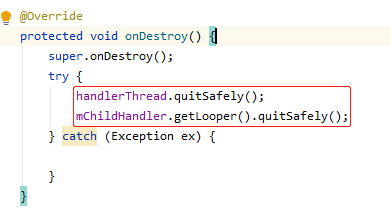 @Override
protected void onDestroy() {
super.onDestroy();
try {
handlerThread.quitSafely();
mChildHandler.getLooper().quitSafely();
} catch (Exception ex) {
}
}